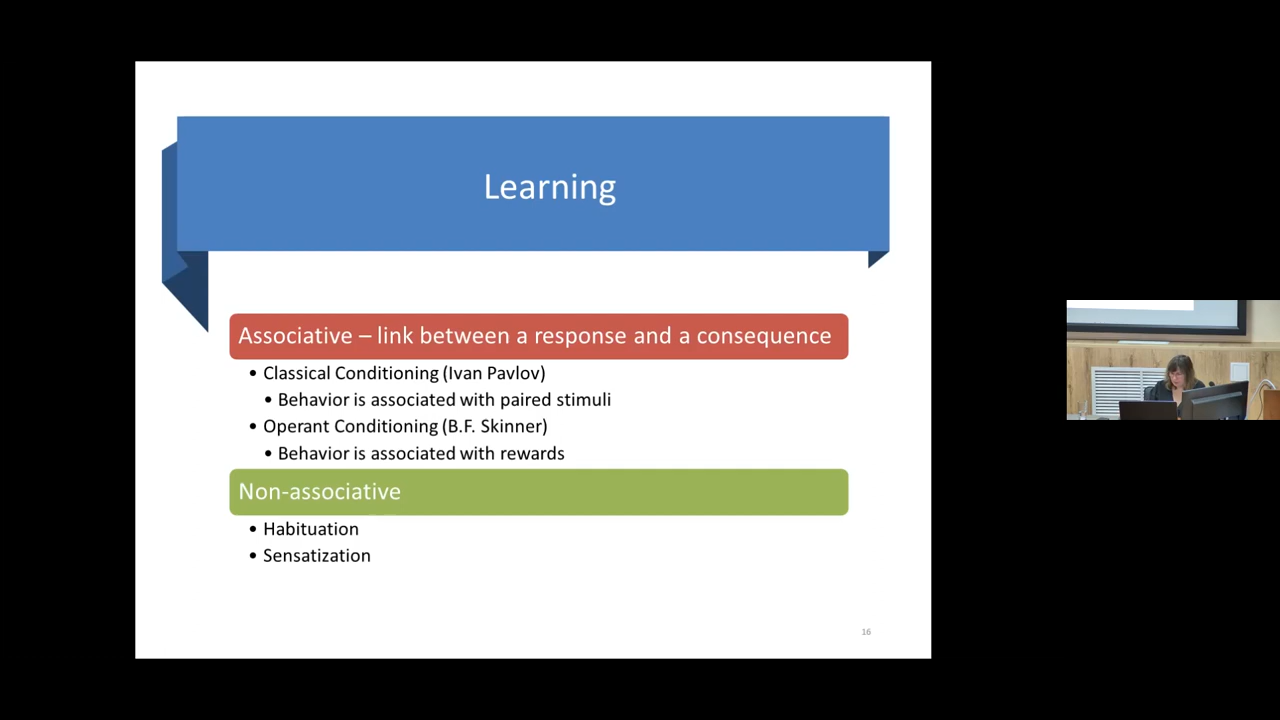 Learning
Associative – link between a response and a consequence
• Classical Conditioning (Ivan Pavlov)
• Behavior is associated with paired stimuli
• Operant Conditioning (B.F. Skinner)
• Behavior is associated with rewards
Non-associative
• Habituation
• Sensatization
16